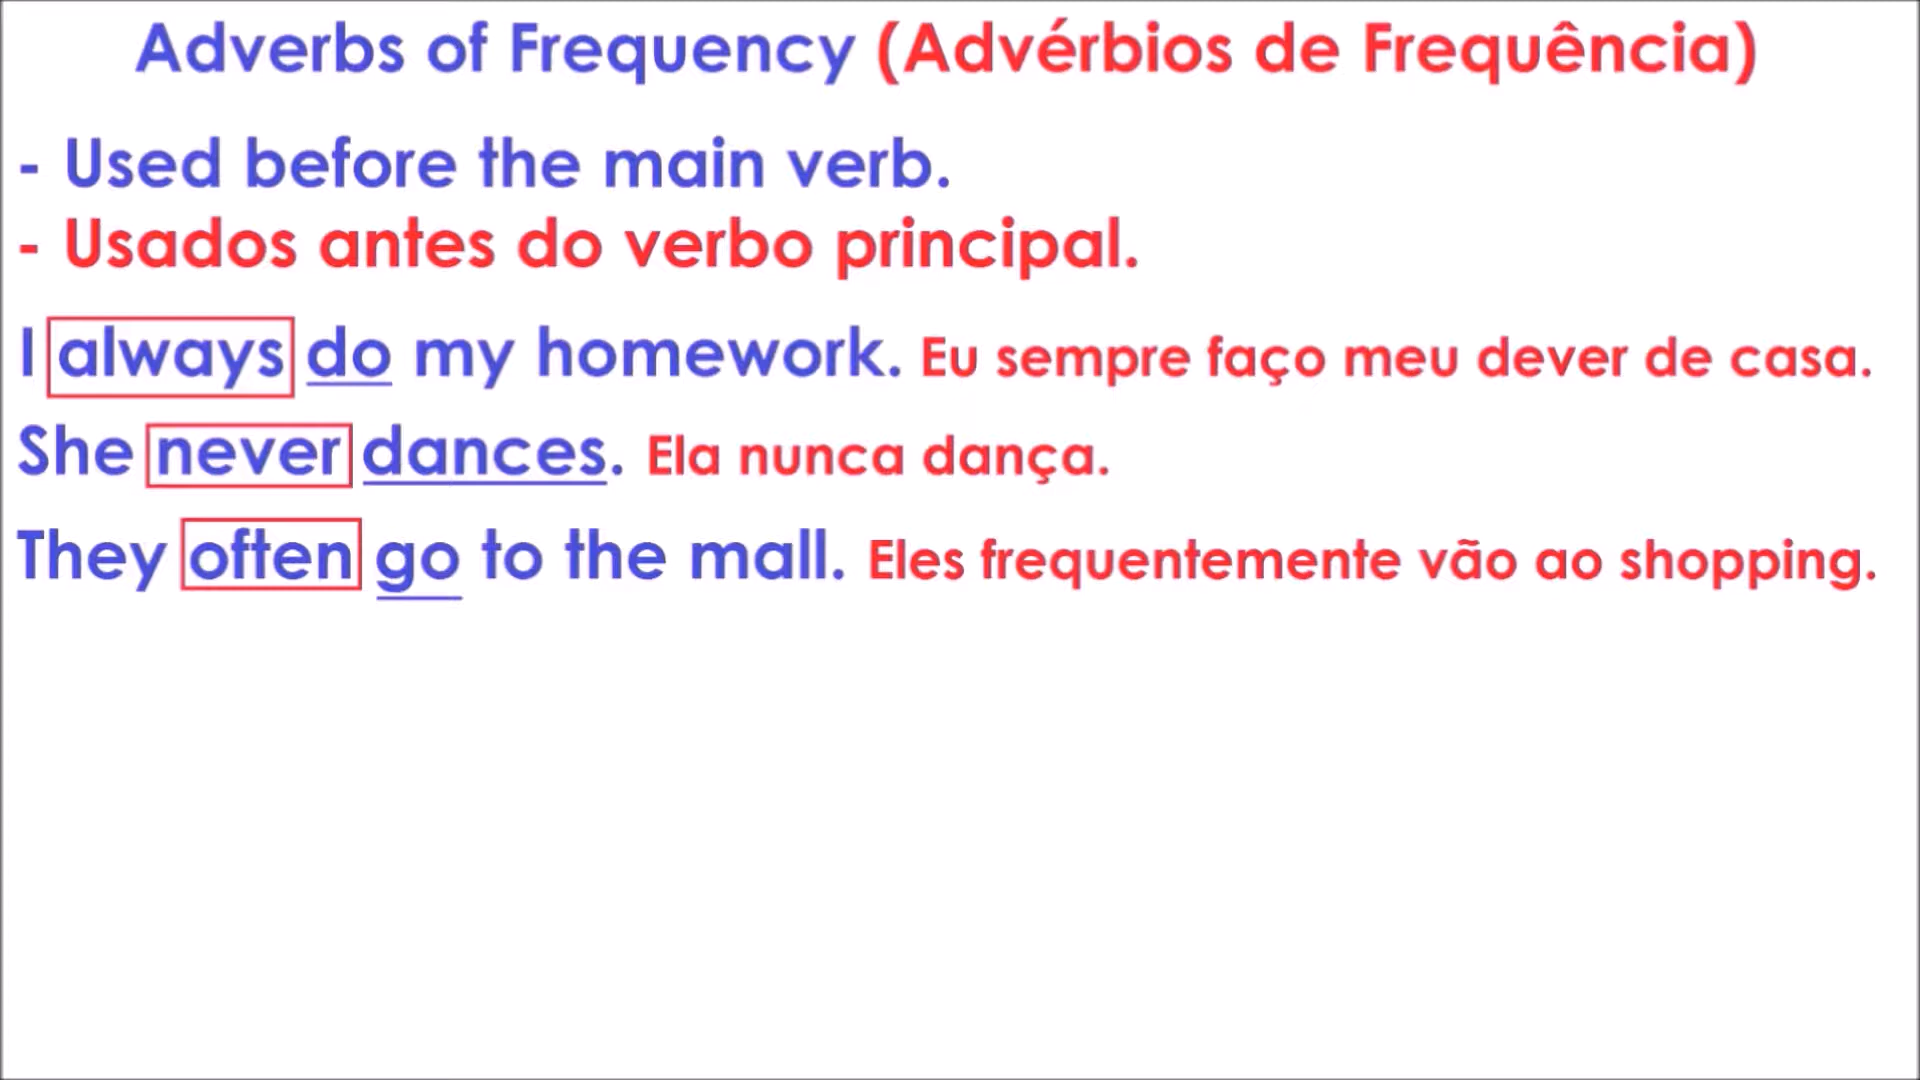 Adverbs of Frequency (Advérbios de Frequência)
- Used before the main verb.
- Usados antes do verbo principal.
I always do my homework. Eu sempre faço meu dever de casa.
She never dances. Ela nunca dança.
They often go to the mall. Eles frequentemente vão ao shopping.